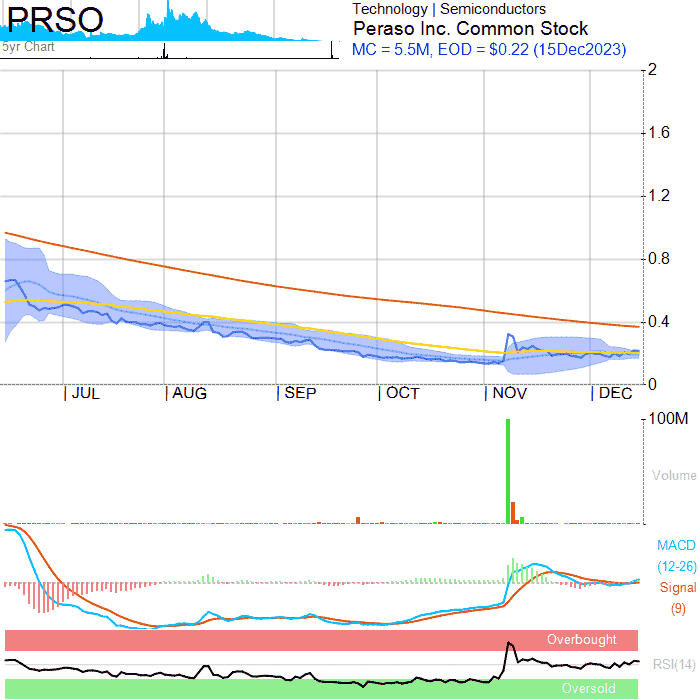 PRSO
5yr Chart
Technology | Semiconductors
Peraso Inc. Common Stock
MC = 5.5M, EOD = $0.22 (15Dec2023)
2
1.6
1.2
0.8
0.4
0
JUL AUG SEP OCT NOV DEC
100M
Volume
MACD
(12-26)
Signal
(9)
Overbought
RSI(14)
Oversold